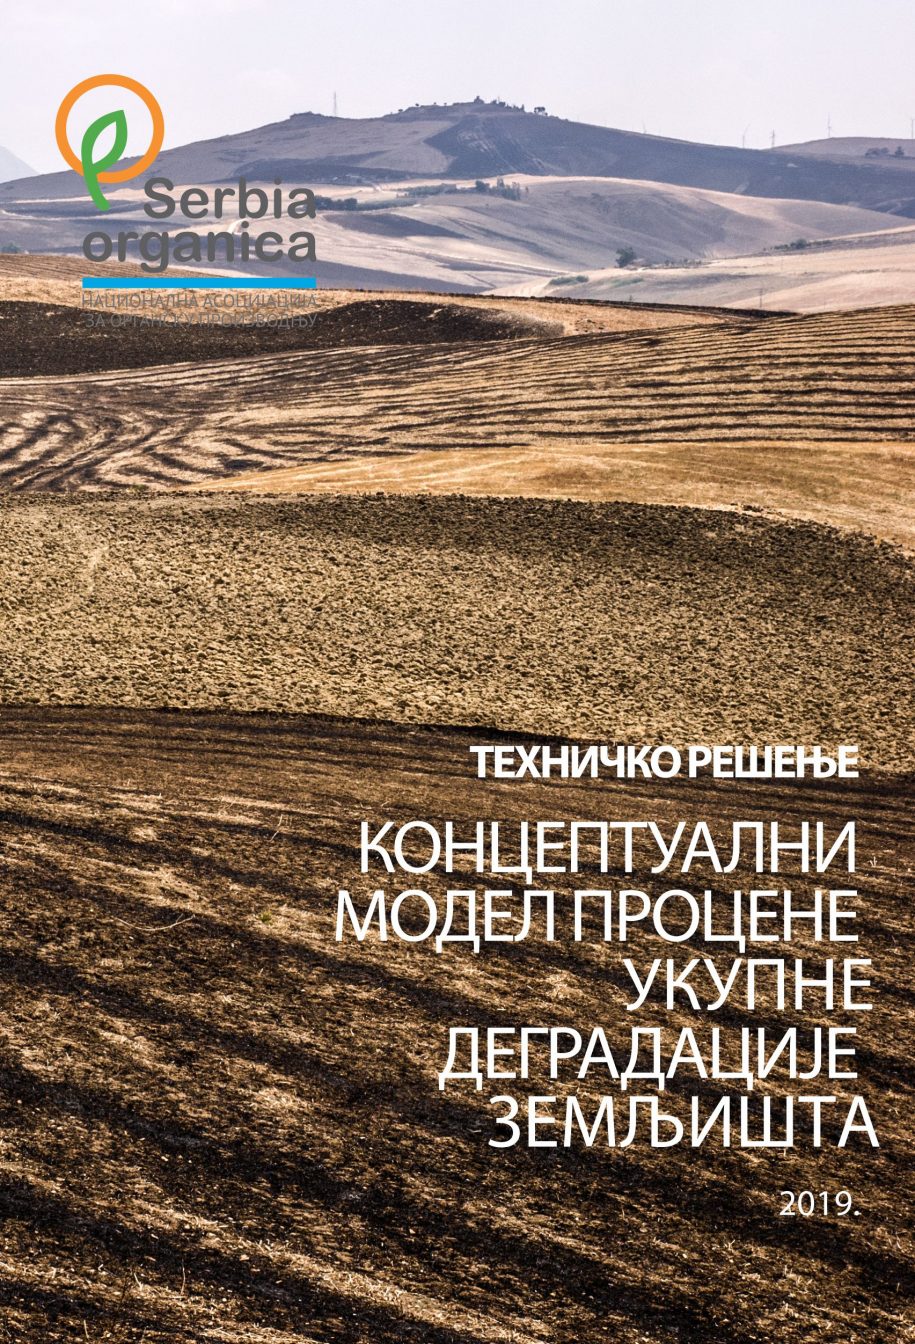 Serbia
organica
НАЦИОНАЛНА АСОЦИЈАЦИЈА
ЗА ОРГАНСКУ ПРОИЗВОДЊУ
ТЕХНИЧКО РЕШЕЊЕ
КОНЦЕПТУАЛНИ
МОДЕЛ ПРОЦЕНЕ
УКУПНЕ
ДЕГРАДАЦИЈЕ
ЗЕМЉИШТА
2019.